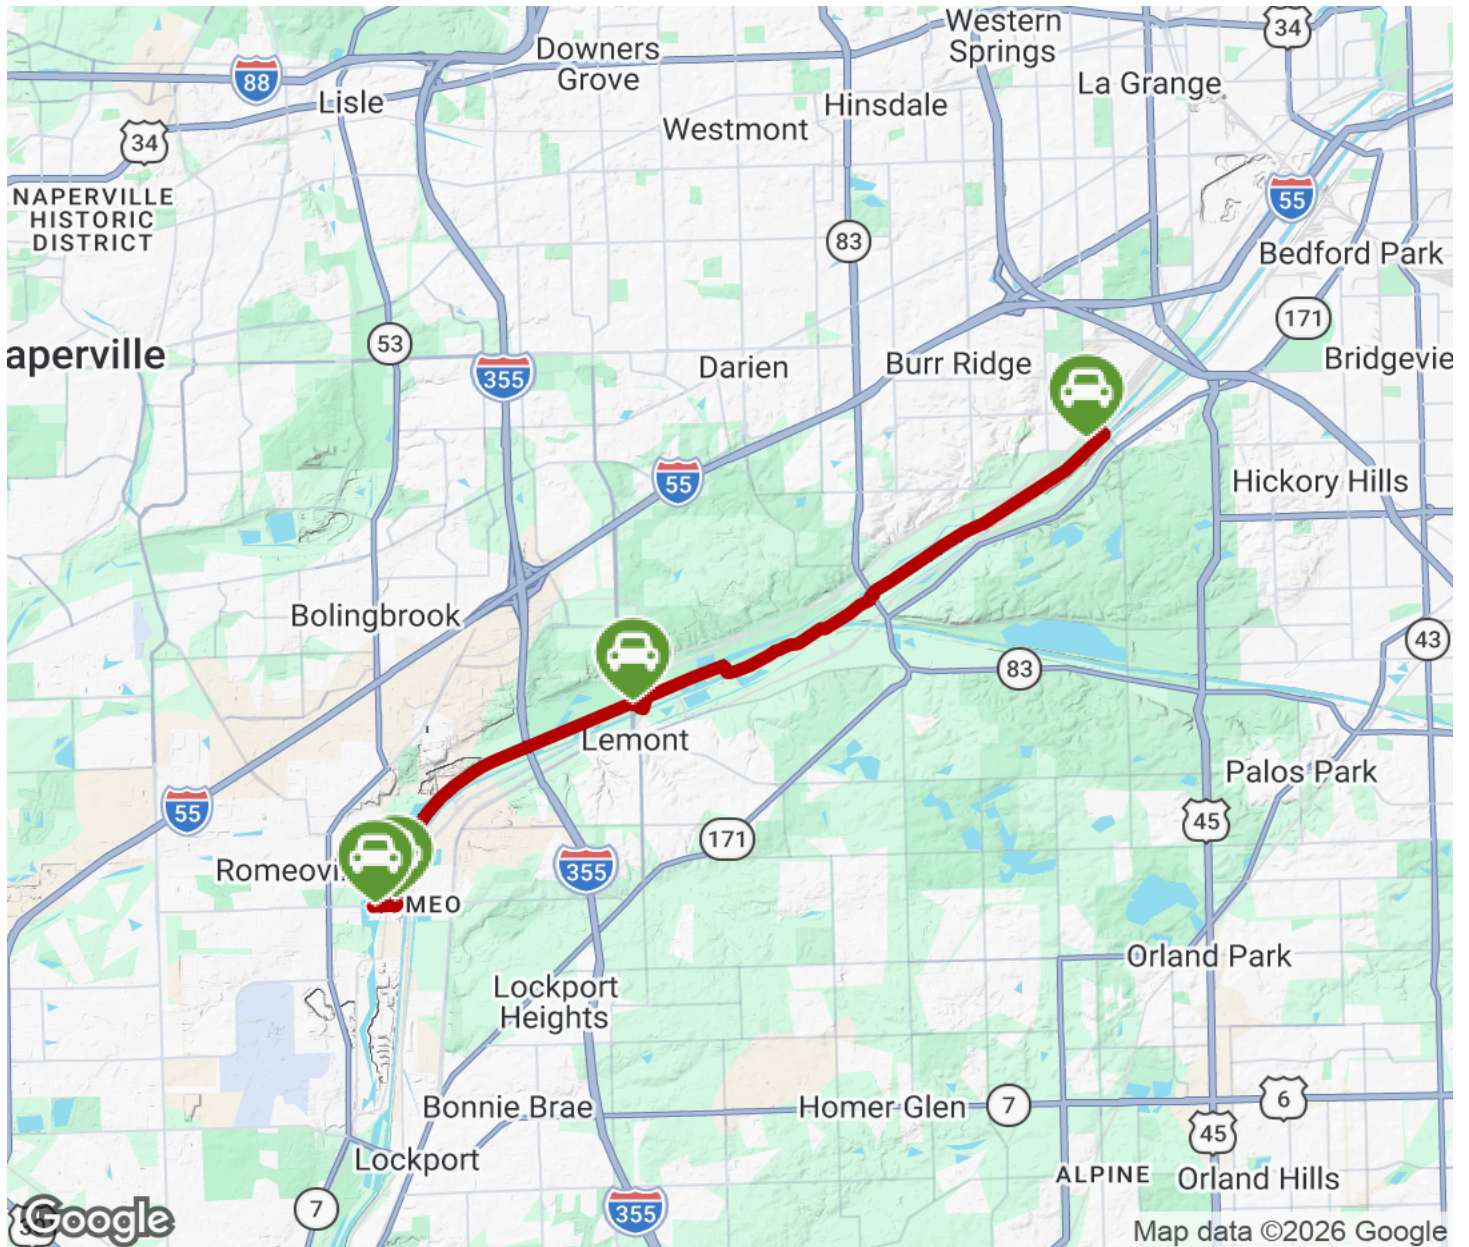 Western
Springs
34
Downers
Grove
88
Lisle
La Grange
Hinsdale
Westmont
34
NAPERVILLE
HISTORIC
DISTRICT
55
83
Bedford Park
171
53
aperville
Darien
Burr Ridge
Bridgevie
355
55
Hickory Hills
Bolingbrook
43
83
Lemont
Palos Park
55
45
171
355
Romeovi
MEO
Orland Park
Lockport
Heights
Bonnie Brae
Homer Glen
7
6
45
Lockport
ALPINE
Orland Hills
7
355
Google
Map data ©2026 Google